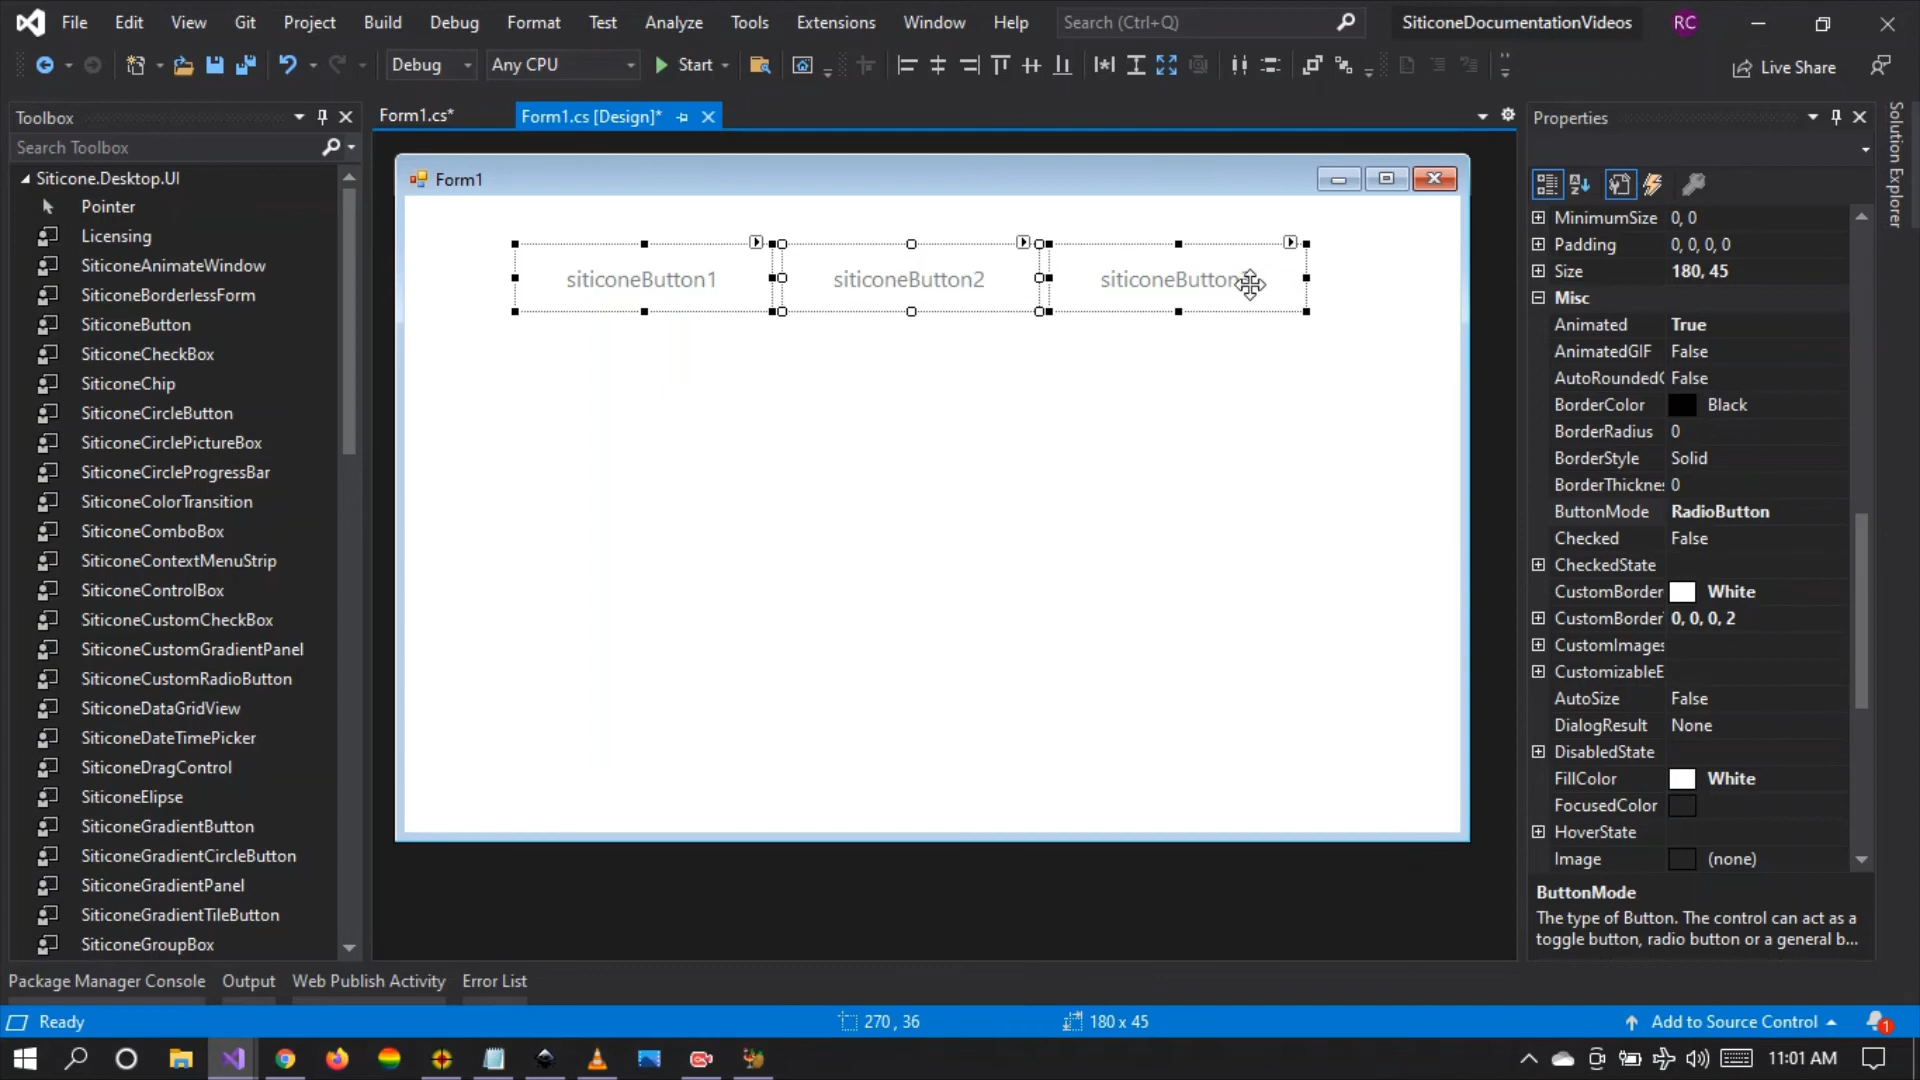 File Edit View Git Project Build Debug Format Test Analyze Tools Extensions Window Help Search (Ctrl+Q) SiticoneDocumentationVideos RC
Debug Any CPU Start Live Share
Toolbox
Search Toolbox
Siticone.Desktop.UI
Pointer
Licensing
SiticoneAnimateWindow
SiticoneBorderlessForm
SiticoneButton
SiticoneCheckBox
SiticoneChip
SiticoneCircleButton
SiticoneCirclePictureBox
SiticoneCircleProgressBar
SiticoneColorTransition
SiticoneComboBox
SiticoneContextMenuStrip
SiticoneControlBox
SiticoneCustomCheckBox
SiticoneCustomGradientPanel
SiticoneCustomRadioButton
SiticoneDataGridView
SiticoneDateTimePicker
SiticoneDragControl
SiticoneElipse
SiticoneGradientButton
SiticoneGradientCircleButton
SiticoneGradientPanel
SiticoneGradientTileButton
SiticoneGroupBox
Form1.cs* Form1.cs [Design]*
Form1
siticoneButton1 siticoneButton2 siticoneButton
Properties
MinimumSize 0, 0
Padding 0, 0, 0, 0
Size 180, 45
Misc
Animated True
AnimatedGIF False
AutoRoundedC False
BorderColor Black
BorderRadius 0
BorderStyle Solid
BorderThicknes 0
ButtonMode RadioButton
Checked False
CheckedState
CustomBorder White
CustomBorder 0, 0, 0, 2
CustomImages
CustomizableE
AutoSize False
DialogResult None
DisabledState
FillColor White
FocusedColor
HoverState
Image (none)
ButtonMode
The type of Button. The control can act as a
toggle button, radio button or a general b...
Solution Explorer
Package Manager Console Output Web Publish Activity Error List
Ready 270 , 36 180 x 45 Add to Source Control 1
11:01 AM